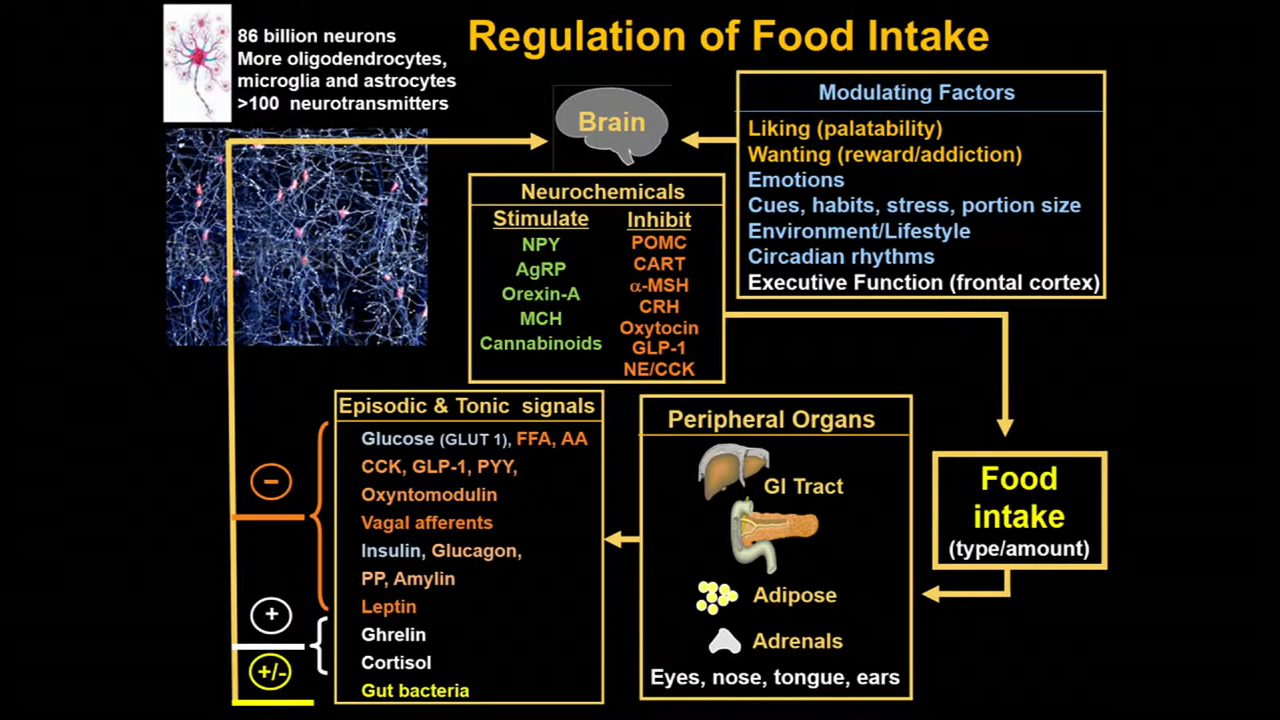 Regulation of Food Intake
86 billion neurons
More oligodendrocytes,
microglia and astrocytes
>100 neurotransmitters
Brain
Modulating Factors
Liking (palatability)
Wanting (reward/addiction)
Emotions
Cues, habits, stress, portion size
Environment/Lifestyle
Circadian rhythms
Executive Function (frontal cortex)
Neurochemicals
Stimulate
NPY
AgRP
Orexin-A
MCH
Cannabinoids
Inhibit
POMC
CART
α-MSH
CRH
Oxytocin
GLP-1
NE/CCK
Episodic & Tonic signals
Glucose (GLUT 1), FFA, AA
CCK, GLP-1, PYY,
Oxyntomodulin
Vagal afferents
Insulin, Glucagon,
PP, Amylin
Leptin
Ghrelin
Cortisol
Gut bacteria
−
+
+/-
Peripheral Organs
GI Tract
Adipose
Adrenals
Eyes, nose, tongue, ears
Food
intake
(type/amount)